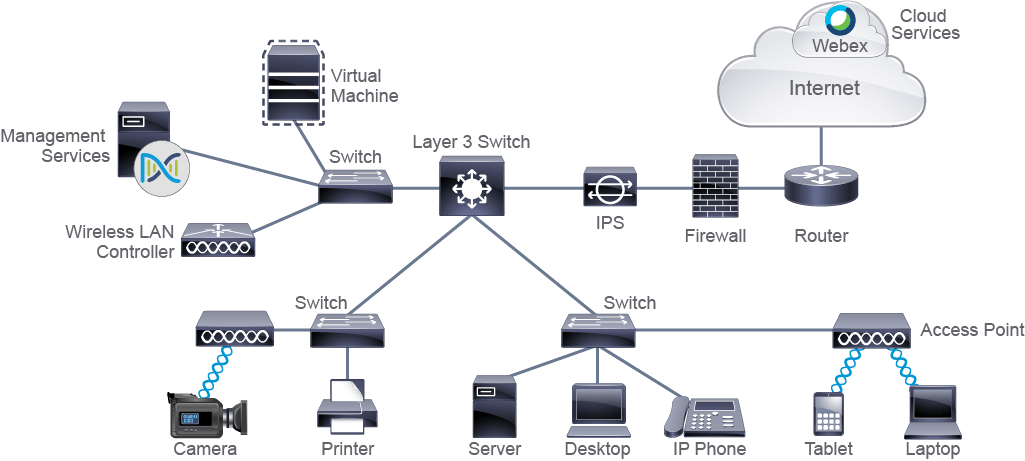 Cloud
Services
Webex
Internet
Virtual
Machine
Management
Services
Switch
Layer 3 Switch
IPS
Firewall
Router
Wireless LAN
Controller
Switch
Switch
Access Point
Camera
Printer
Server
Desktop
IP Phone
Tablet
Laptop